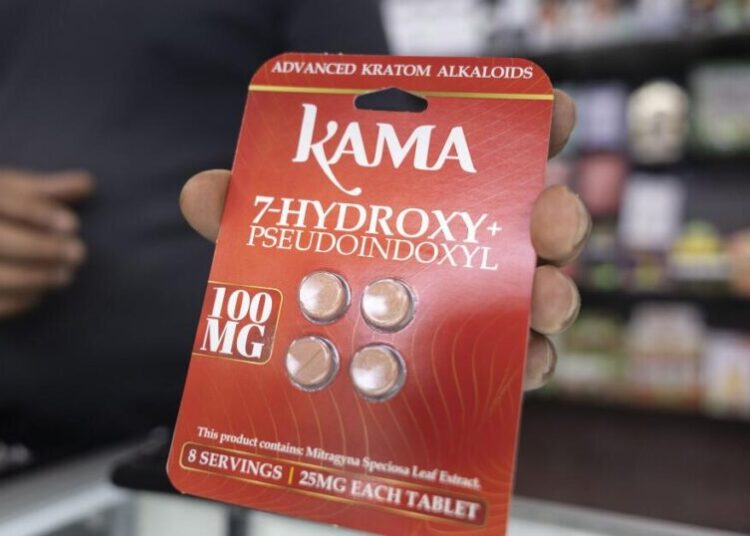 ADVANCED KRATOM ALKALOIDS
KAMA
7-HYDROXY+
PSEUDOINDOXYL
100
MG
This product contains: Mitragyna Speciosa Leaf Extract.
8 SERVINGS | 25MG EACH TABLET